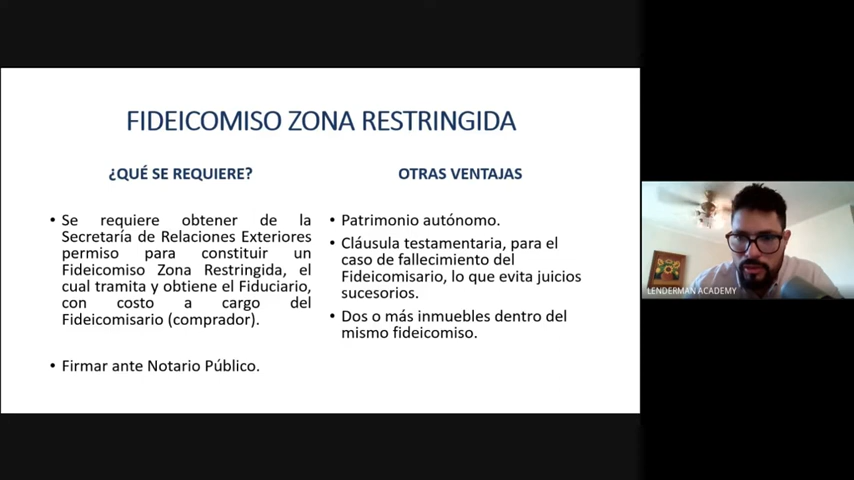 FIDEICOMISO ZONA RESTRINGIDA
¿QUÉ SE REQUIERE?
• Se requiere obtener de la
Secretaría de Relaciones Exteriores
permiso para constituir un
Fideicomiso Zona Restringida, el
cual tramita y obtiene el Fiduciario,
con costo a cargo del
Fideicomisario (comprador).
• Firmar ante Notario Público.
OTRAS VENTAJAS
• Patrimonio autónomo.
• Cláusula testamentaria, para el
caso de fallecimiento del
Fideicomisario, lo que evita juicios
sucesorios.
• Dos o más inmuebles dentro del
mismo fideicomiso.
LENDERMAN ACADEMY